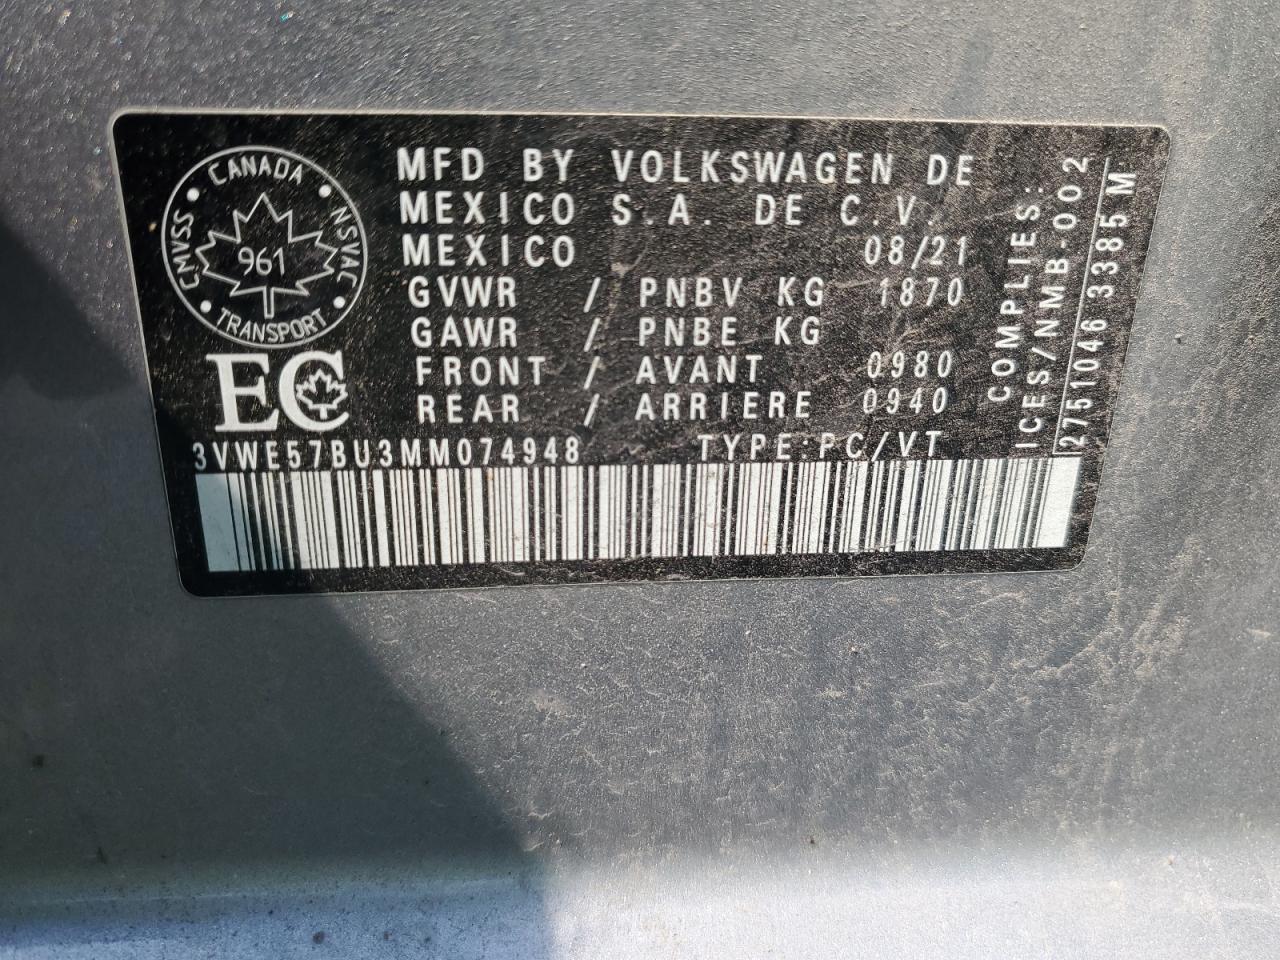 CANADA
CMVSS NSVAC
961
TRANSPORT
EC
MFD BY VOLKSWAGEN DE
MEXICO S.A. DE C.V.
MEXICO 08/21
GVWR / PNBV KG 1870
GAWR / PNBE KG
FRONT / AVANT 0980
REAR / ARRIERE 0940
3VWE57BU3MM074948 TYPE:PC/VT
COMPLIES:
ICES/NMB-002
2751046 3385 M